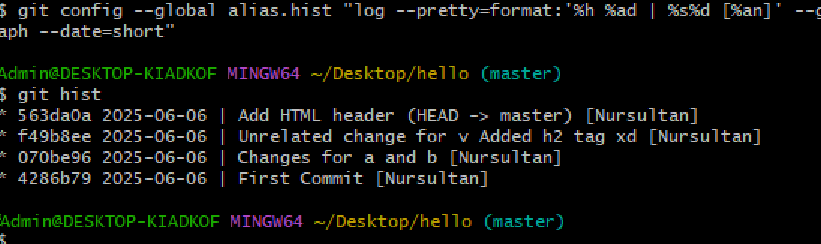 $ git config --global alias.hist "log --pretty=format:'%h %ad | %s%d [%an]' --g
aph --date=short"
Admin@DESKTOP-KIADKOF MINGW64 ~/Desktop/hello (master)
$ git hist
* 563da0a 2025-06-06 | Add HTML header (HEAD -> master) [Nursultan]
* f49b8ee 2025-06-06 | Unrelated change for v Added h2 tag xd [Nursultan]
* 070be96 2025-06-06 | Changes for a and b [Nursultan]
* 4286b79 2025-06-06 | First Commit [Nursultan]
Admin@DESKTOP-KIADKOF MINGW64 ~/Desktop/hello (master)
$